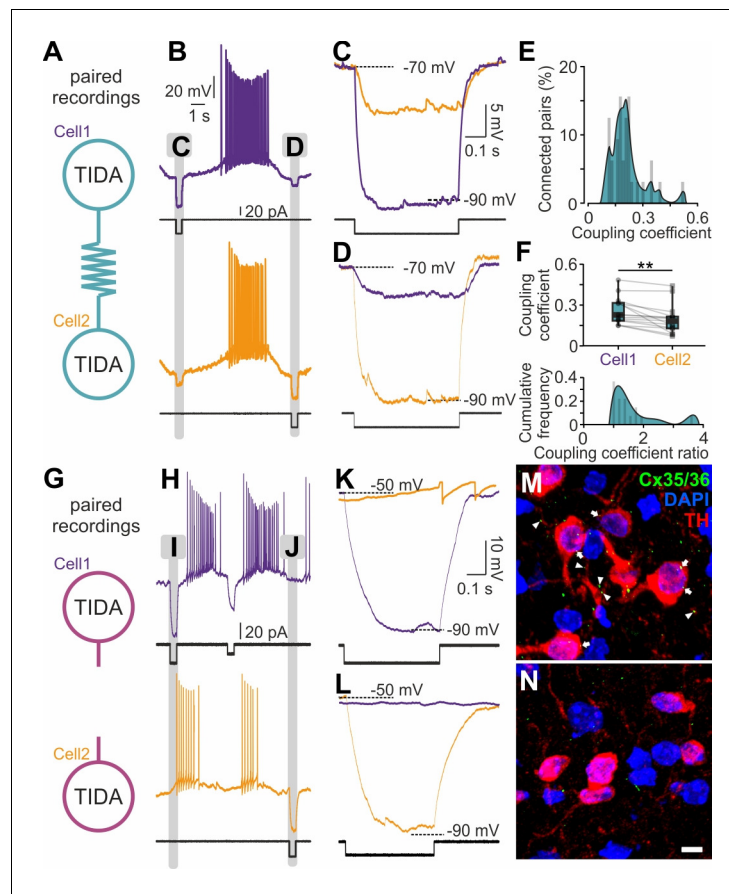 A
paired
recordings
Cell1
TIDA
Cell2
TIDA
B
20 mV
1 s
C
D
20 pA
C
-70 mV
5 mV
0.1 s
-90 mV
D
-70 mV
-90 mV
E
Connected pairs (%)
20
10
0
0
0.3
0.6
Coupling coefficient
F
**
Coupling
coefficient
0.6
0.3
0
Cell1
Cell2
Cumulative
frequency
0.4
0.2
0
0
2
4
Coupling coefficient ratio
G
paired
recordings
Cell1
TIDA
Cell2
TIDA
H
I
J
20 pA
K
-50 mV
10 mV
0.1 s
-90 mV
L
-50 mV
-90 mV
M
Cx35/36
DAPI
TH
N